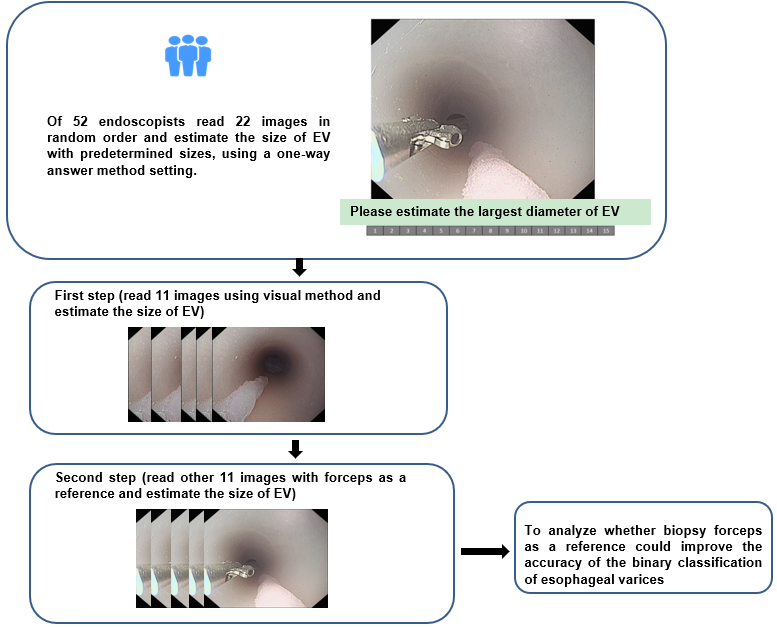 Of 52 endoscopists read 22 images in
random order and estimate the size of EV
with predetermined sizes, using a one-way
answer method setting.
Please estimate the largest diameter of EV
1 2 3 4 5 6 7 8 9 10 11 12 13 14 15
First step (read 11 images using visual method and
estimate the size of EV)
Second step (read other 11 images with forceps as a
reference and estimate the size of EV)
To analyze whether biopsy forceps
as a reference could improve the
accuracy of the binary classification
of esophageal varices